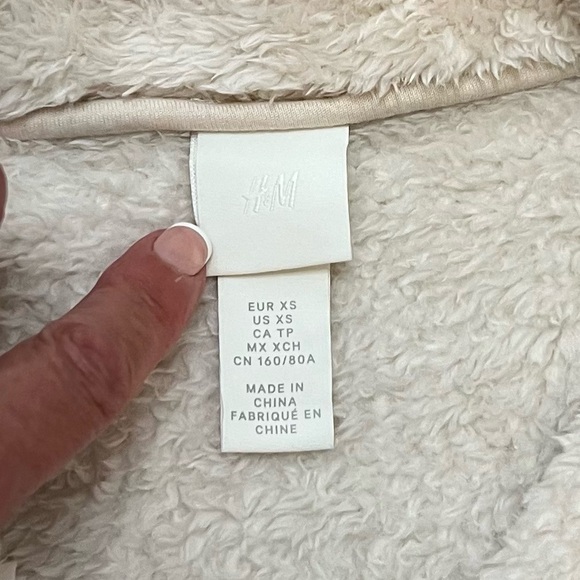 H&M
EUR XS
US XS
CA TP
MX XCH
CN 160/80A
MADE IN
CHINA
FABRIQUÉ EN
CHINE